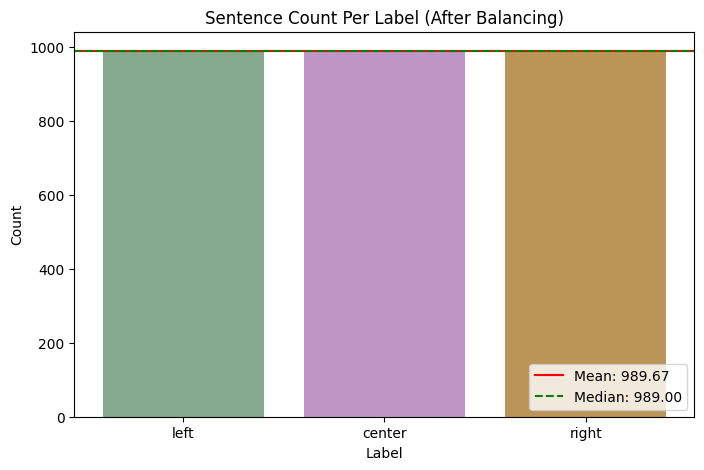 Sentence Count Per Label (After Balancing)
1000
800
600
400
200
0
Count
left
center
right
Label
Mean: 989.67
Median: 989.00